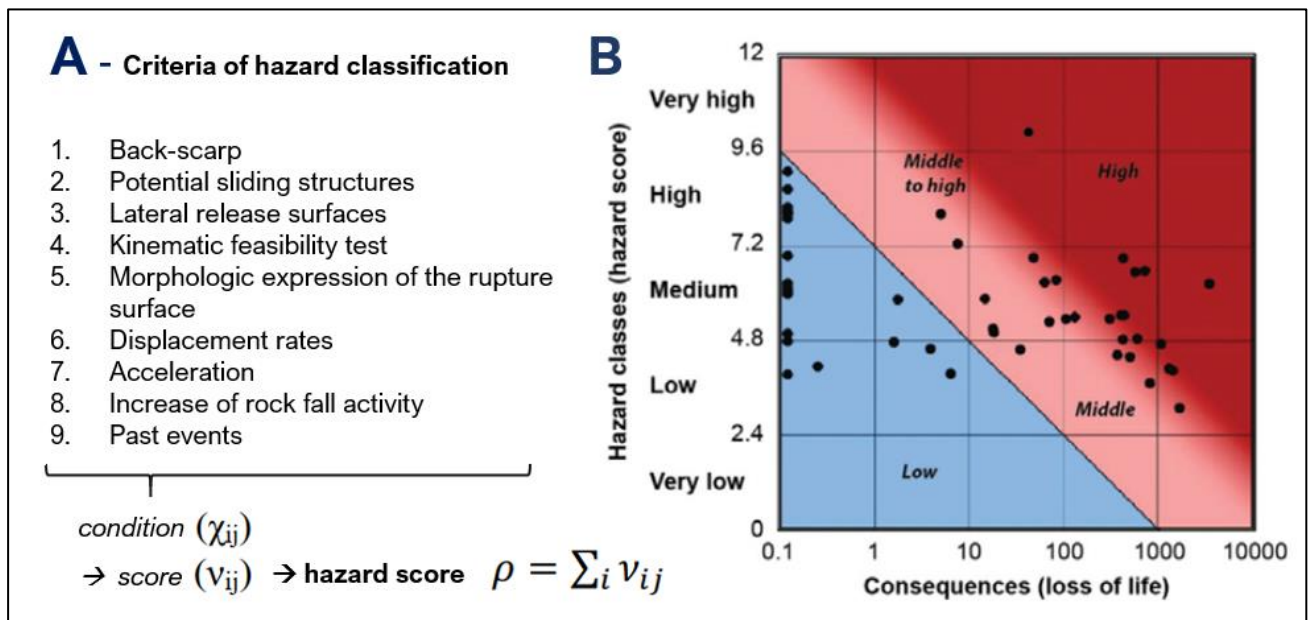 A - Criteria of hazard classification
1. Back-scarp
2. Potential sliding structures
3. Lateral release surfaces
4. Kinematic feasibility test
5. Morphologic expression of the rupture
surface
6. Displacement rates
7. Acceleration
8. Increase of rock fall activity
9. Past events
condition (χij)
→ score (νij) → hazard score ρ = ∑i νij
B
Hazard classes (hazard score)
Very high
High
Medium
Low
Very low
12
9.6
7.2
4.8
2.4
0
Middle
to high
High
Middle
Low
0.1 1 10 100 1000 10000
Consequences (loss of life)